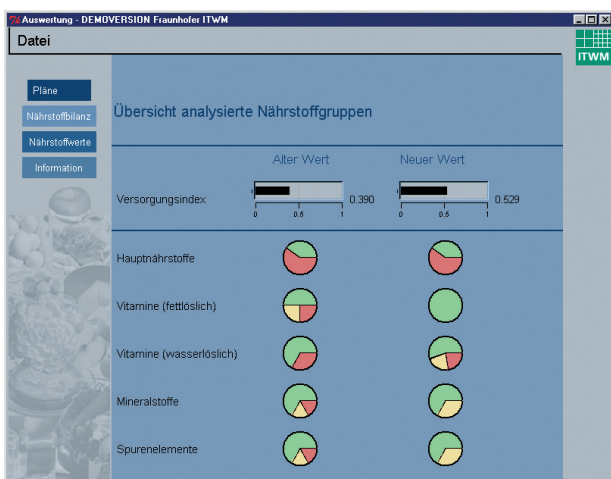 Auswertung - DEMOVERSION Fraunhofer ITWM
Datei
ITWM
Pläne
Nährstoffbilanz
Nährstoffwerte
Information
Übersicht analysierte Nährstoffgruppen
Alter Wert Neuer Wert
Versorgungsindex 0.390 0.529
0 0.5 1 0 0.5 1
Hauptnährstoffe
Vitamine (fettlöslich)
Vitamine (wasserlöslich)
Mineralstoffe
Spurenelemente